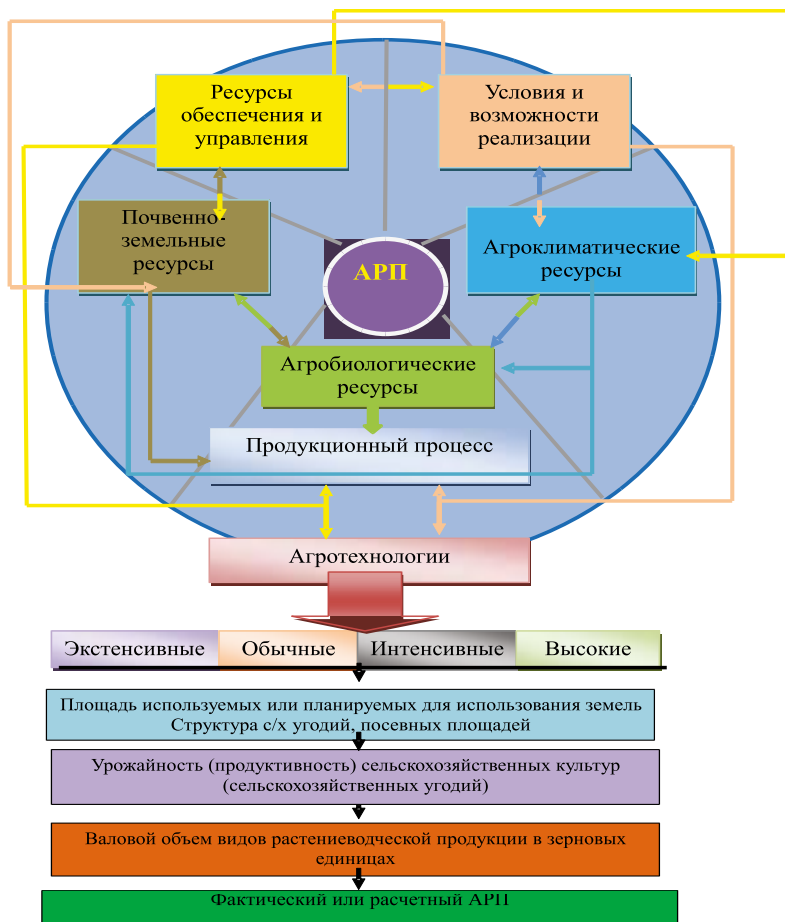 Ресурсы
обеспечения и
управления
Условия и
возможности
реализации
Почвенно-
земельные
ресурсы
АРП
Агроклиматические
ресурсы
Агробиологические
ресурсы
Продукционный процесс
Агротехнологии
Экстенсивные
Обычные
Интенсивные
Высокие
Площадь используемых или планируемых для использования земель
Структура с/х угодий, посевных площадей
Урожайность (продуктивность) сельскохозяйственных культур
(сельскохозяйственных угодий)
Валовой объем видов растениеводческой продукции в зерновых
единицах
Фактический или расчетный АРП